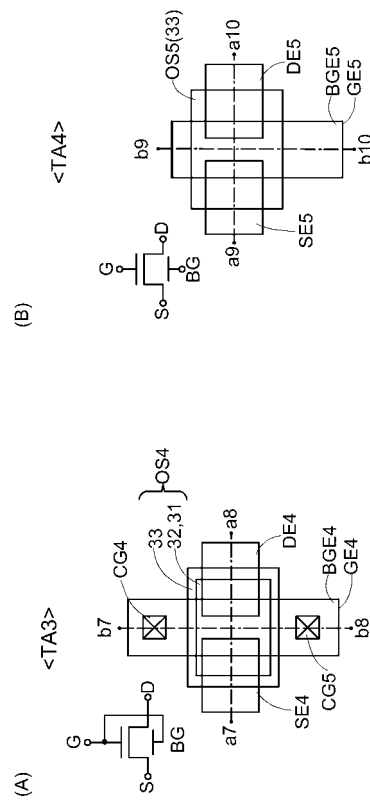 (A)
<TA3>
G
S
D
BG
CG4
OS4
33
32,31
b7
a8
a7
DE4
SE4
BGE4
GE4
CG5
b8
(B)
<TA4>
G
S
D
BG
OS5(33)
b9
a10
a9
DE5
SE5
BGE5
GE5
b10